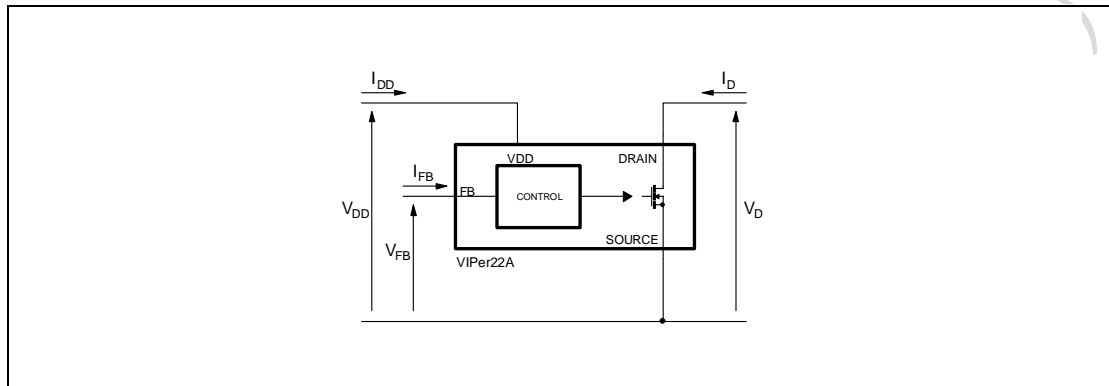 IDD
ID
VDD
DRAIN
IFB
FB
CONTROL
VDD
VD
VFB
SOURCE
VIPer22A